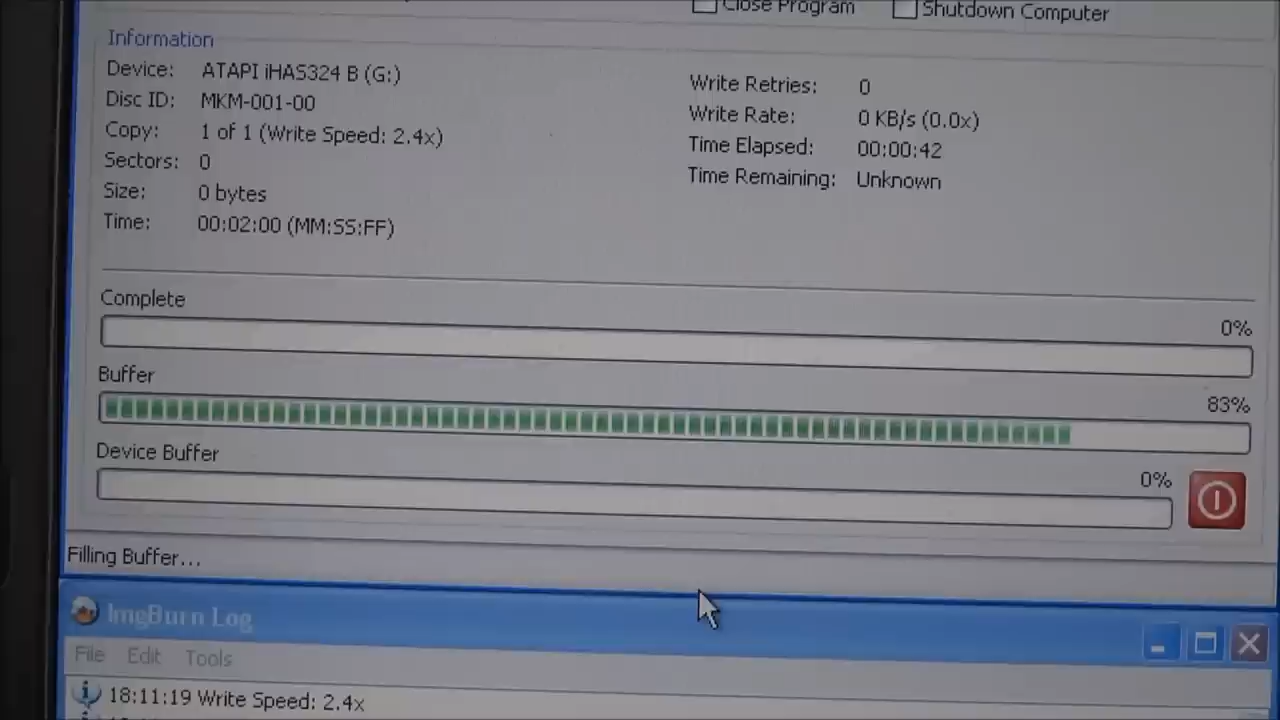 Close Program Shutdown Computer
Information
Device: ATAPI iHAS324 B (G:)
Disc ID: MKM-001-00
Copy: 1 of 1 (Write Speed: 2.4x)
Sectors: 0
Size: 0 bytes
Time: 00:02:00 (MM:SS:FF)
Write Retries: 0
Write Rate: 0 KB/s (0.0x)
Time Elapsed: 00:00:42
Time Remaining: Unknown
Complete
0%
Buffer
83%
Device Buffer
0%
Filling Buffer...
ImgBurn Log
File Edit Tools
18:11:19 Write Speed: 2.4x